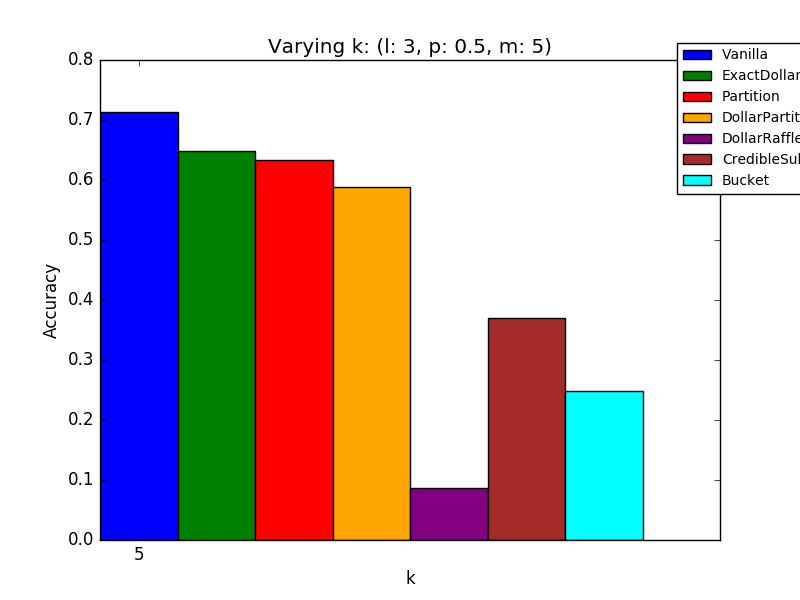 Varying k: (l: 3, p: 0.5, m: 5)
Vanilla
ExactDollar
Partition
DollarPartit
DollarRaffle
CredibleSu
Bucket
0.8
0.7
0.6
0.5
0.4
0.3
0.2
0.1
0.0
Accuracy
5
k